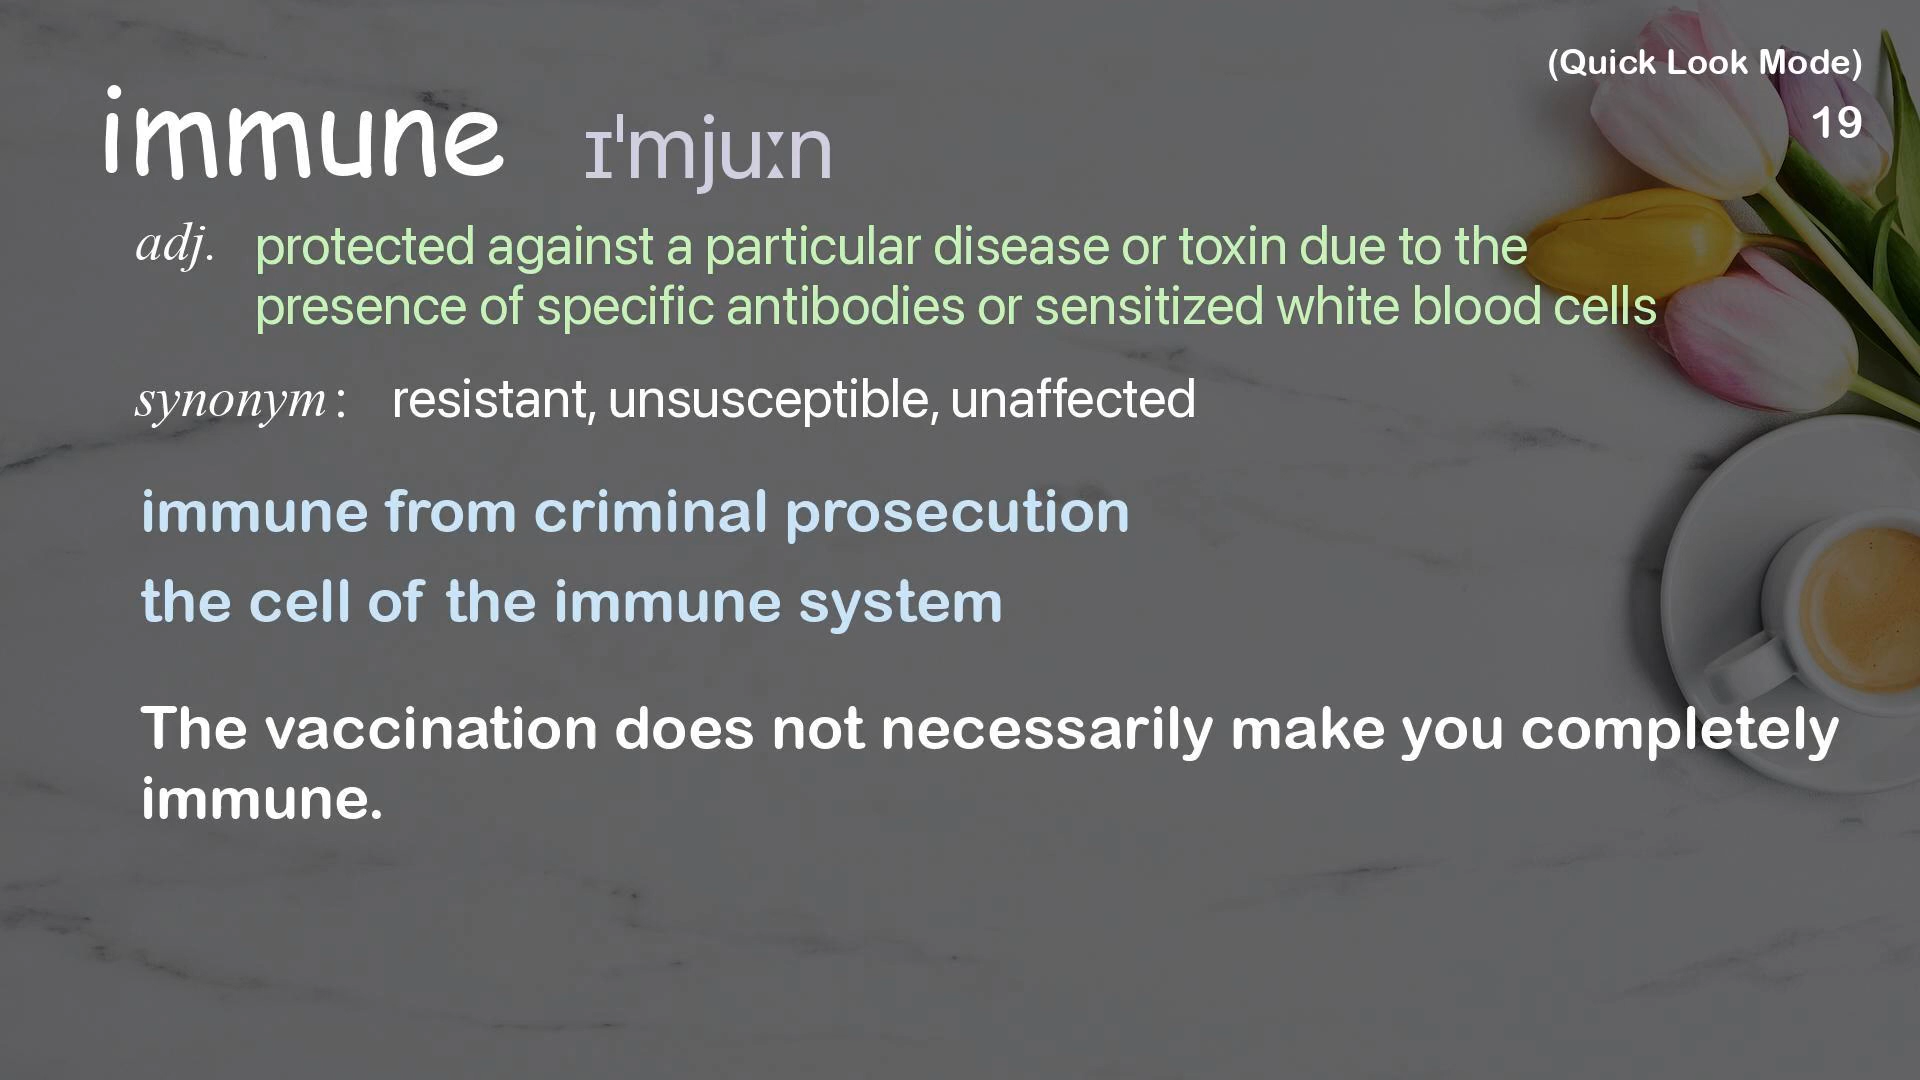 (Quick Look Mode)
19
immune ɪˈmjuːn
adj. protected against a particular disease or toxin due to the
presence of specific antibodies or sensitized white blood cells
synonym : resistant, unsusceptible, unaffected
immune from criminal prosecution
the cell of the immune system
The vaccination does not necessarily make you completely
immune.